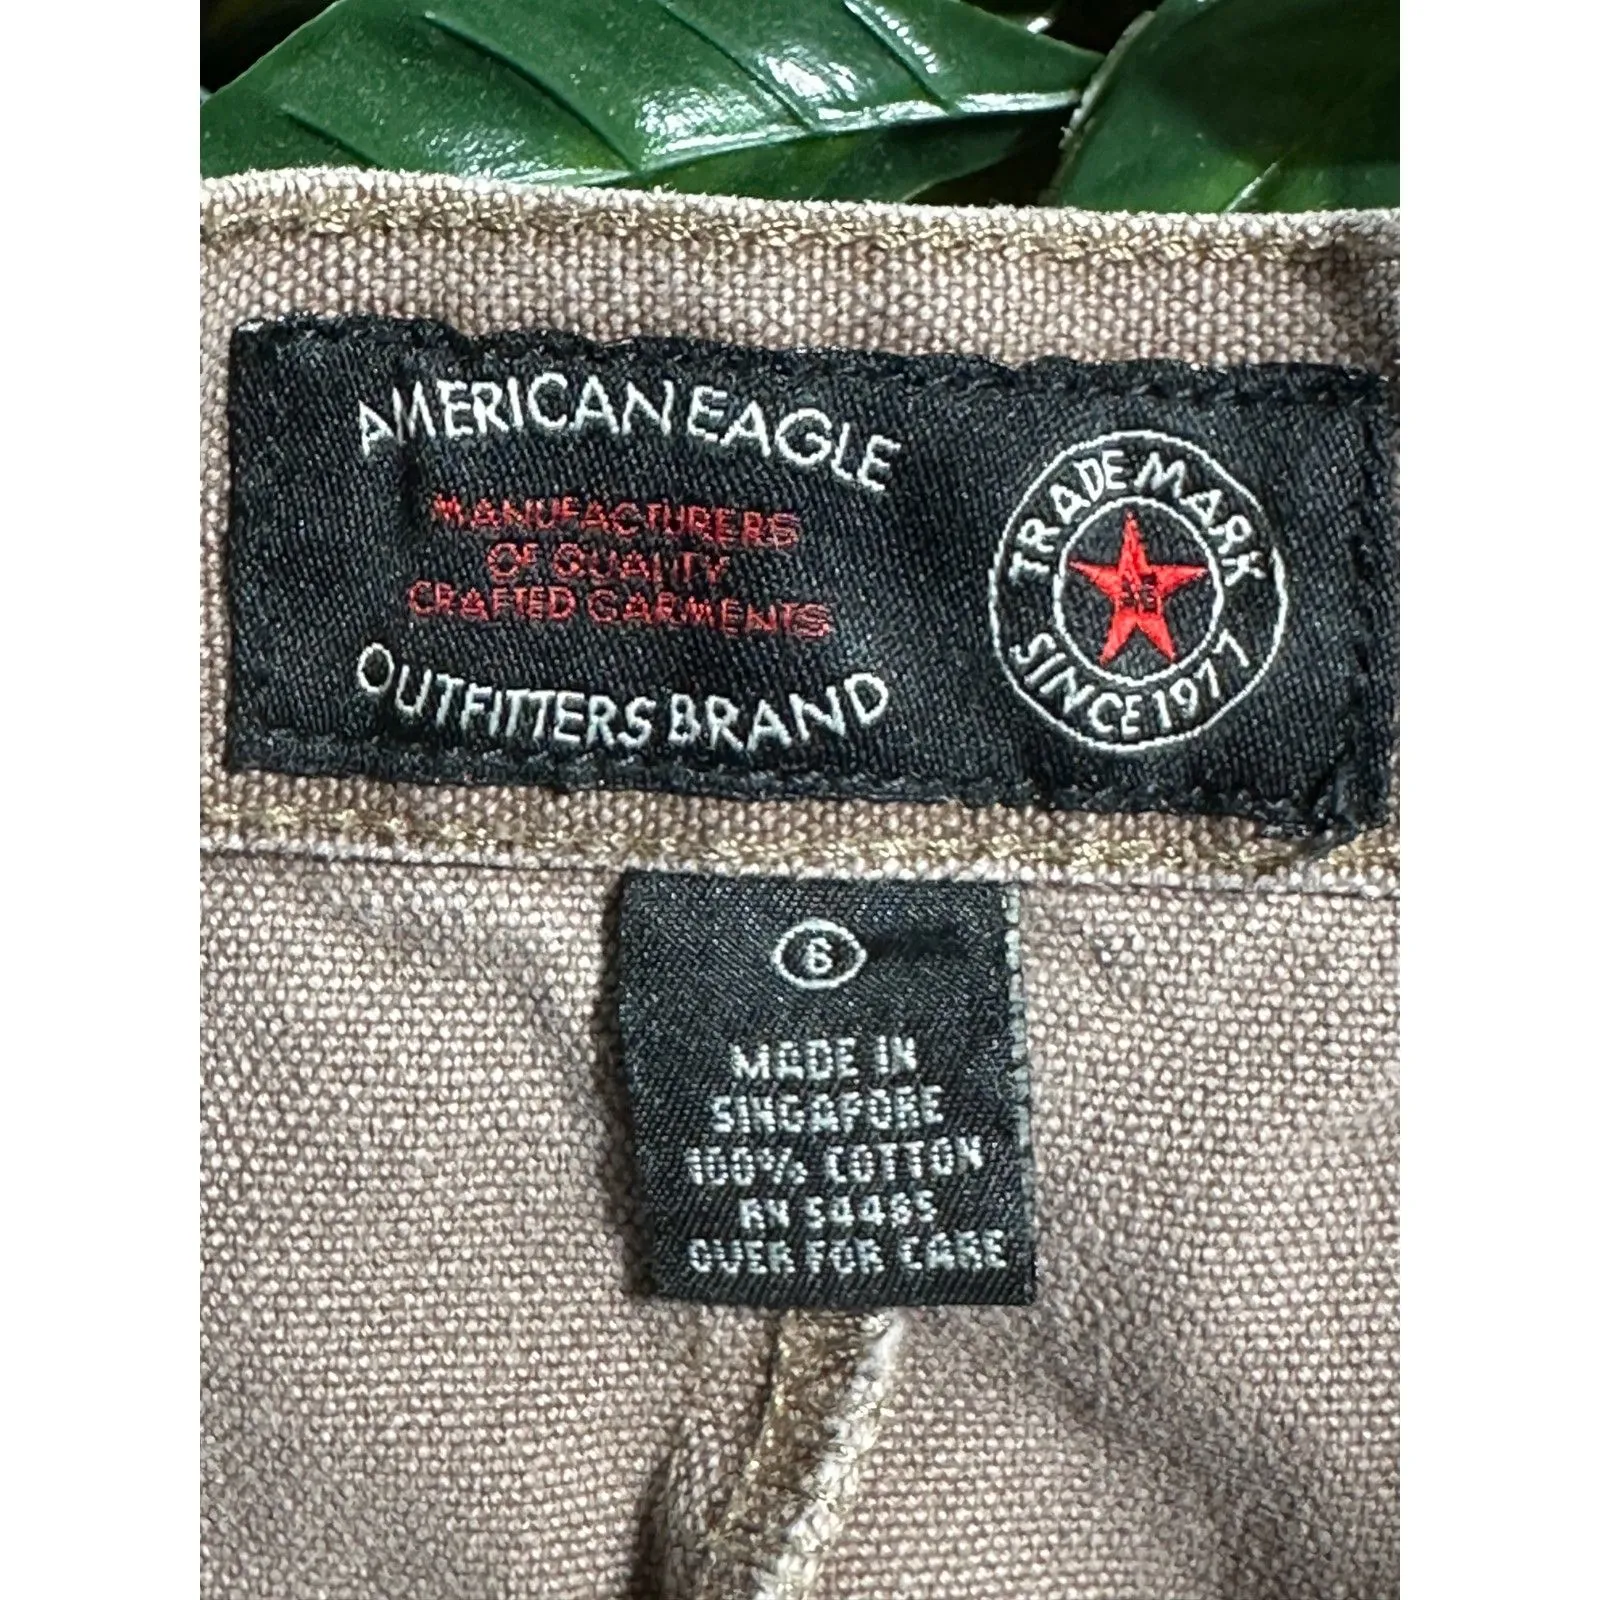 AMERICAN EAGLE
MANUFACTURERS
OF QUALITY
CRAFTED GARMENTS
OUTFITTERS BRAND
TRADE MARK
SINCE 1977
6
MADE IN
SINGAPORE
100% COTTON
RN 54485
OVER FOR CARE